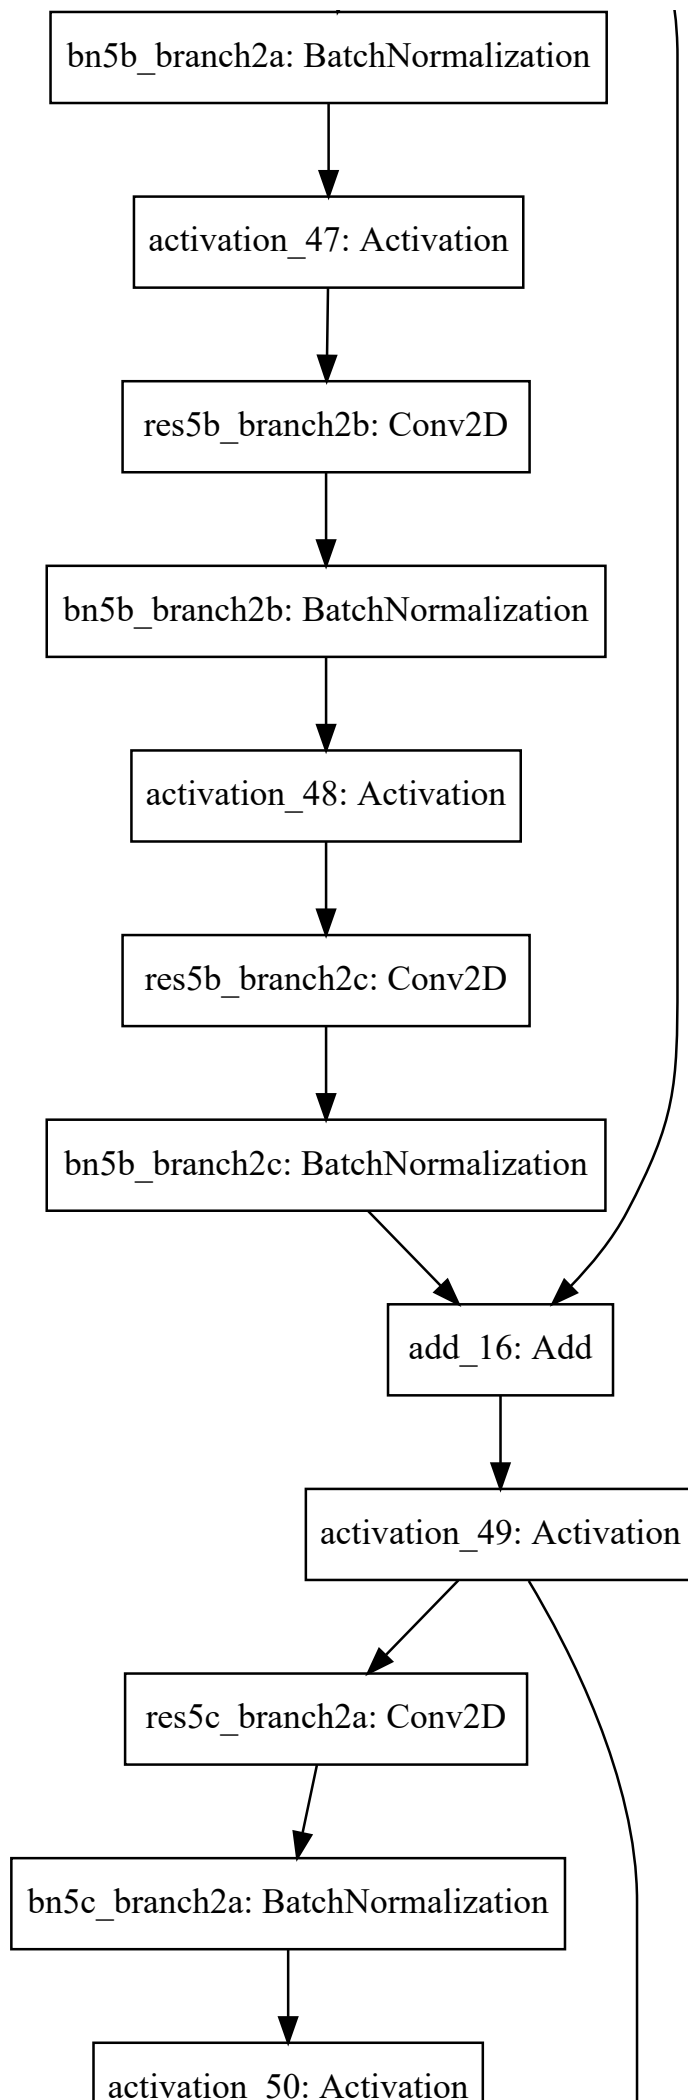 bn5b_branch2a: BatchNormalization
activation_47: Activation
res5b_branch2b: Conv2D
bn5b_branch2b: BatchNormalization
activation_48: Activation
res5b_branch2c: Conv2D
bn5b_branch2c: BatchNormalization
add_16: Add
activation_49: Activation
res5c_branch2a: Conv2D
bn5c_branch2a: BatchNormalization
activation_50: Activation